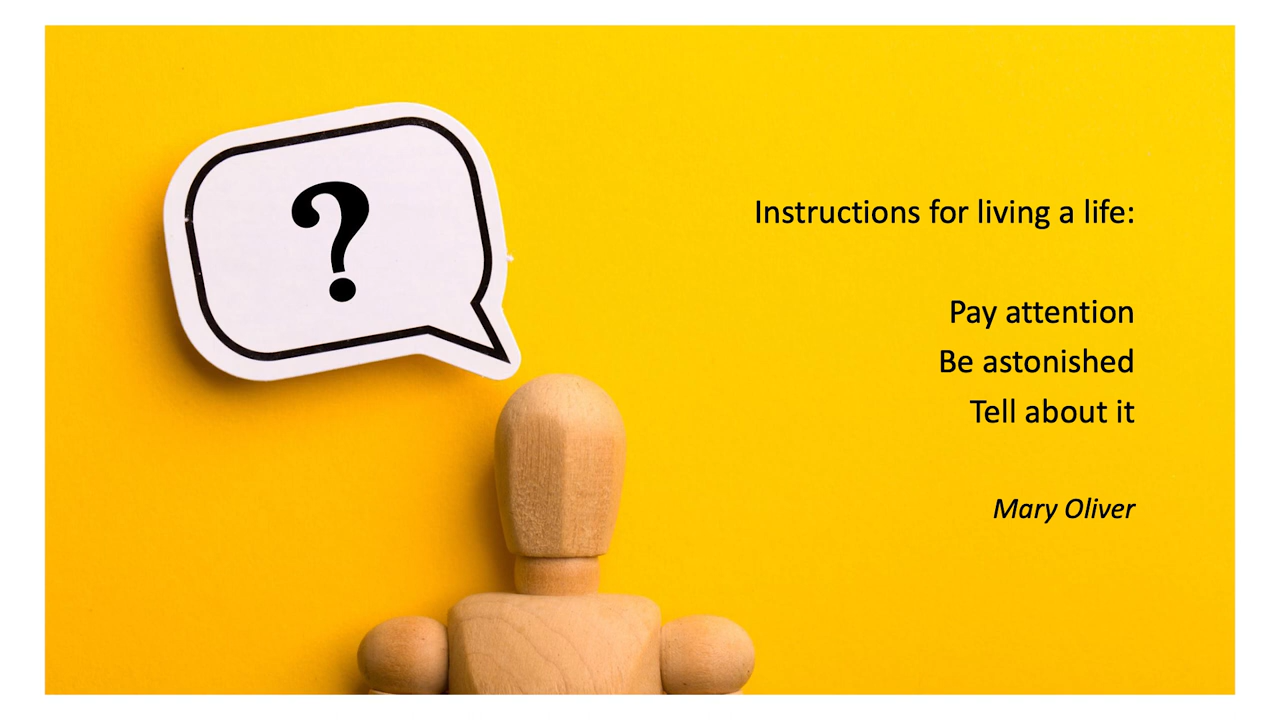 ?
Instructions for living a life:
Pay attention
Be astonished
Tell about it
Mary Oliver